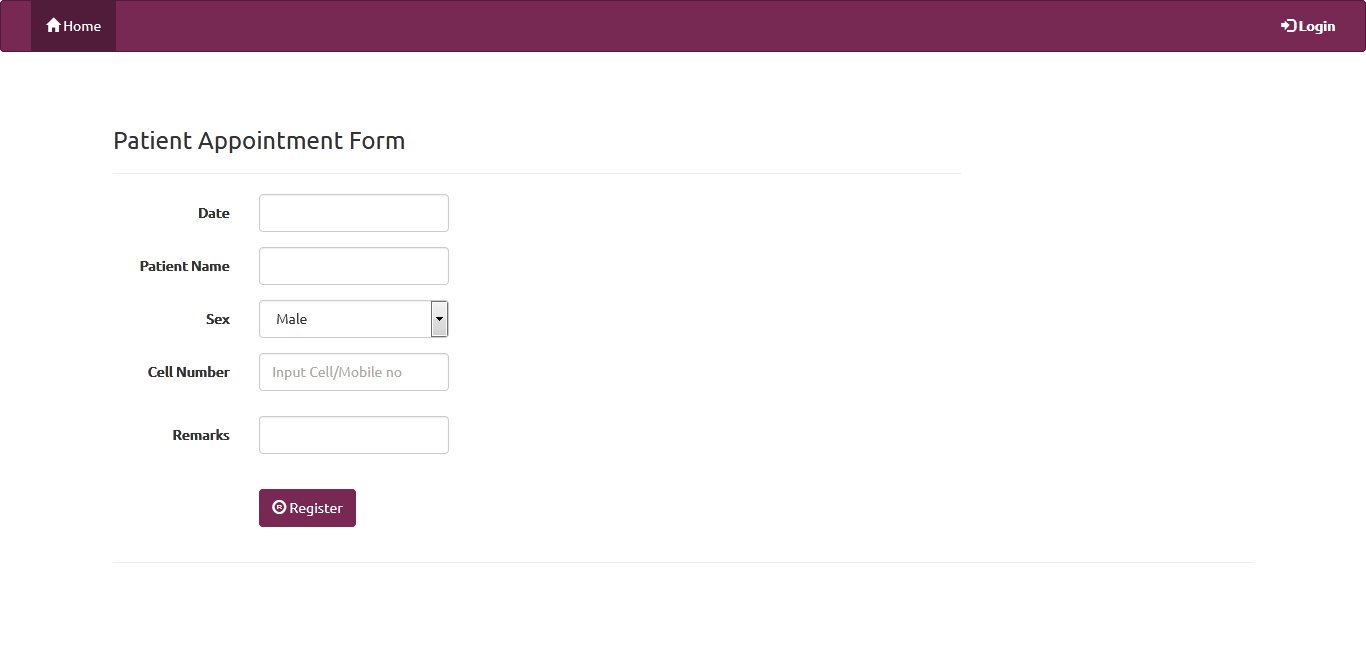 Home Login
Patient Appointment Form
Date
Patient Name
Sex Male
Cell Number Input Cell/Mobile no
Remarks
Register